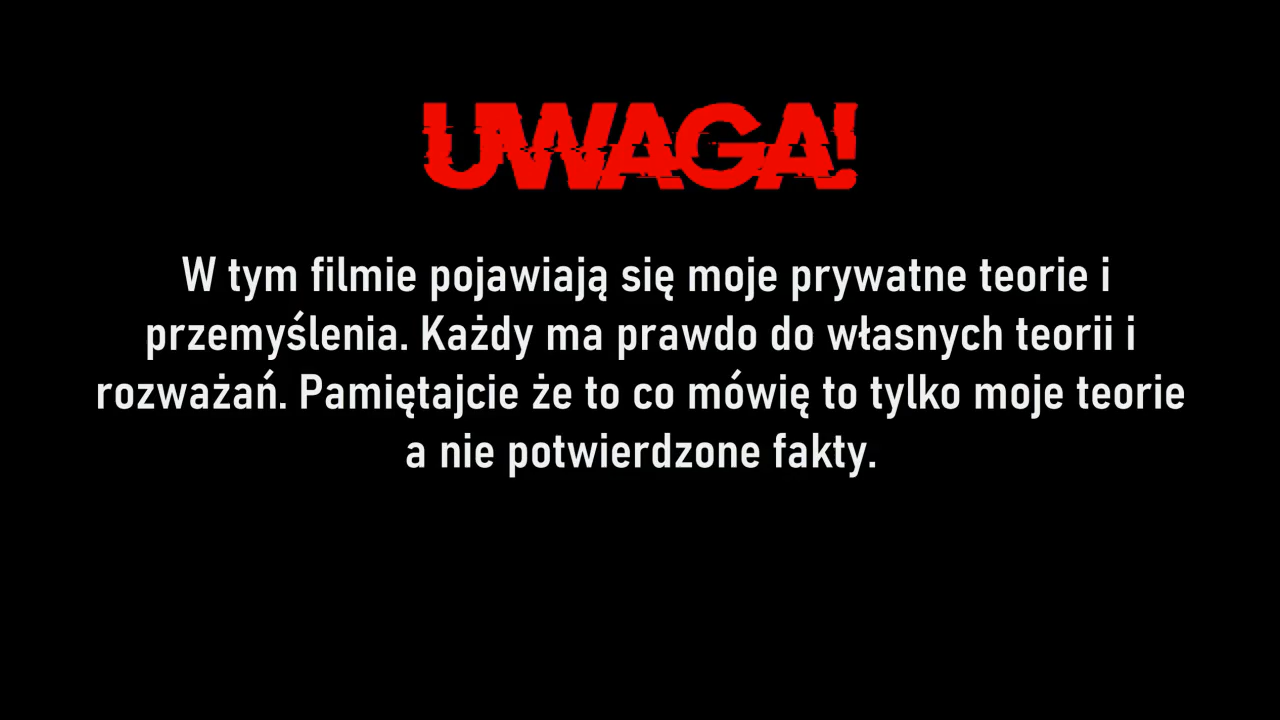 UWAGA!
W tym filmie pojawiają się moje prywatne teorie i
przemyślenia. Każdy ma prawdo do własnych teorii i
rozważań. Pamiętajcie że to co mówię to tylko moje teorie
a nie potwierdzone fakty.